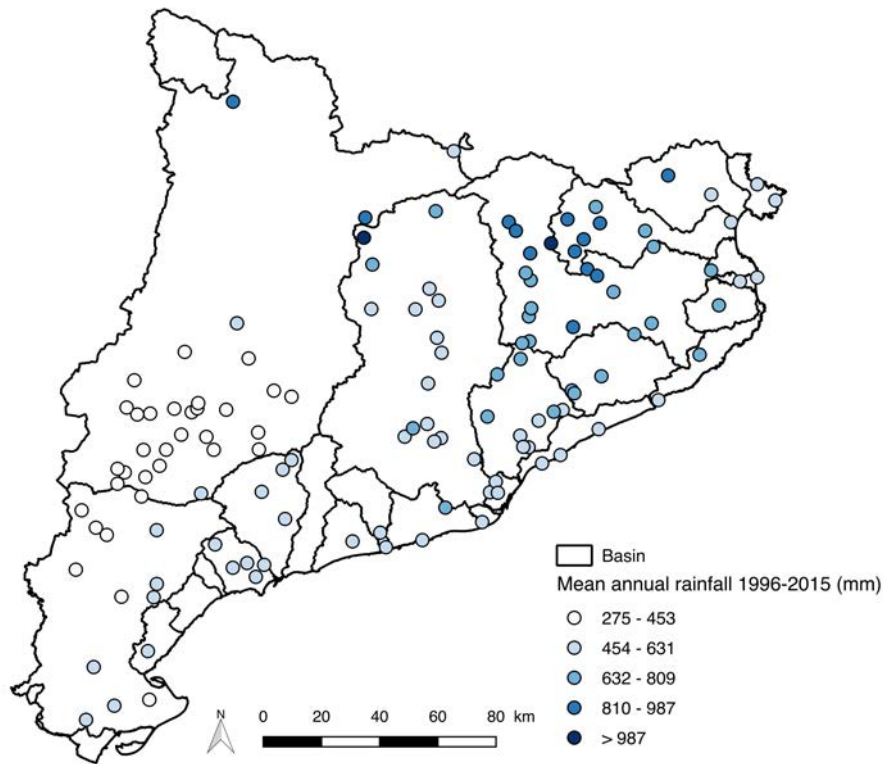 Basin
Mean annual rainfall 1996-2015 (mm)
275 - 453
454 - 631
632 - 809
810 - 987
> 987
N
0 20 40 60 80 km